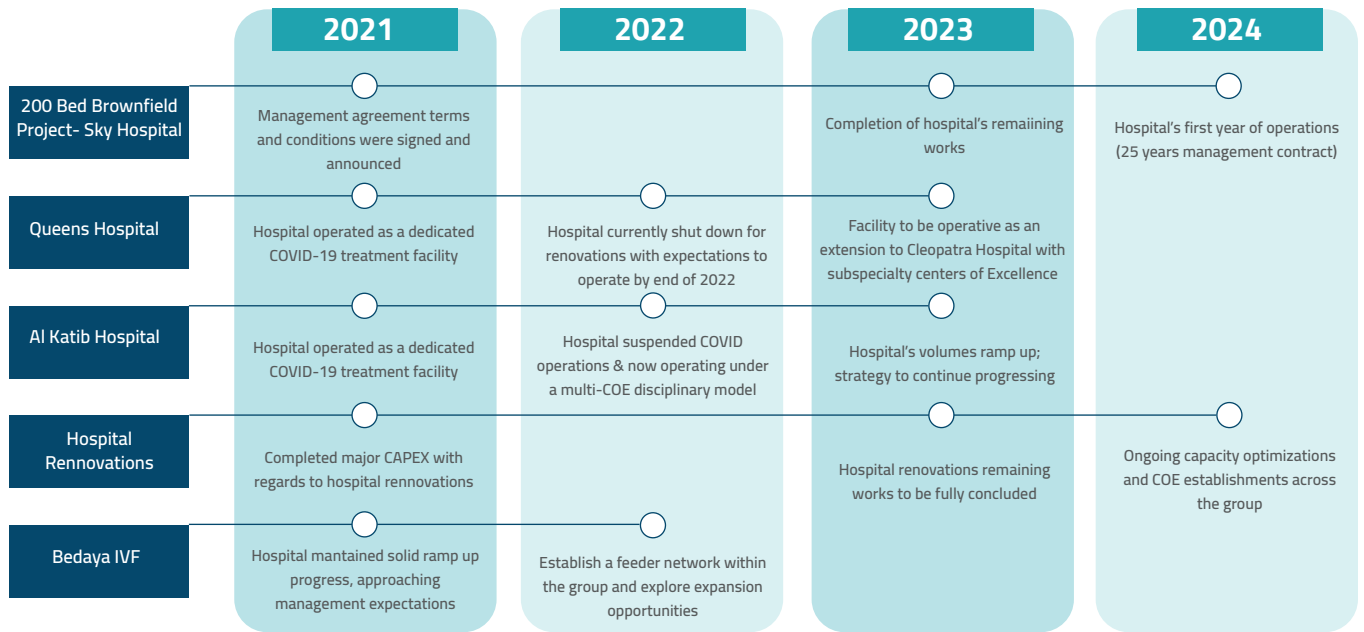 2021
2022
2023
2024
200 Bed Brownfield
Project- Sky Hospital
Management agreement terms
and conditions were signed and
announced
Completion of hospital's remaiining
works
Hospital's first year of operations
(25 years management contract)
Queens Hospital
Hospital operated as a dedicated
COVID-19 treatment facility
Hospital currently shut down for
renovations with expectations to
operate by end of 2022
Facility to be operative as an
extension to Cleopatra Hospital with
subspecialty centers of Excellence
Al Katib Hospital
Hospital operated as a dedicated
COVID-19 treatment facility
Hospital suspended COVID
operations & now operating under
a multi-COE disciplinary model
Hospital's volumes ramp up;
strategy to continue progressing
Hospital
Rennovations
Completed major CAPEX with
regards to hospital rennovations
Hospital renovations remaining
works to be fully concluded
Ongoing capacity optimizations
and COE establishments across
the group
Bedaya IVF
Hospital mantained solid ramp up
progress, approaching
management expectations
Establish a feeder network within
the group and explore expansion
opportunities